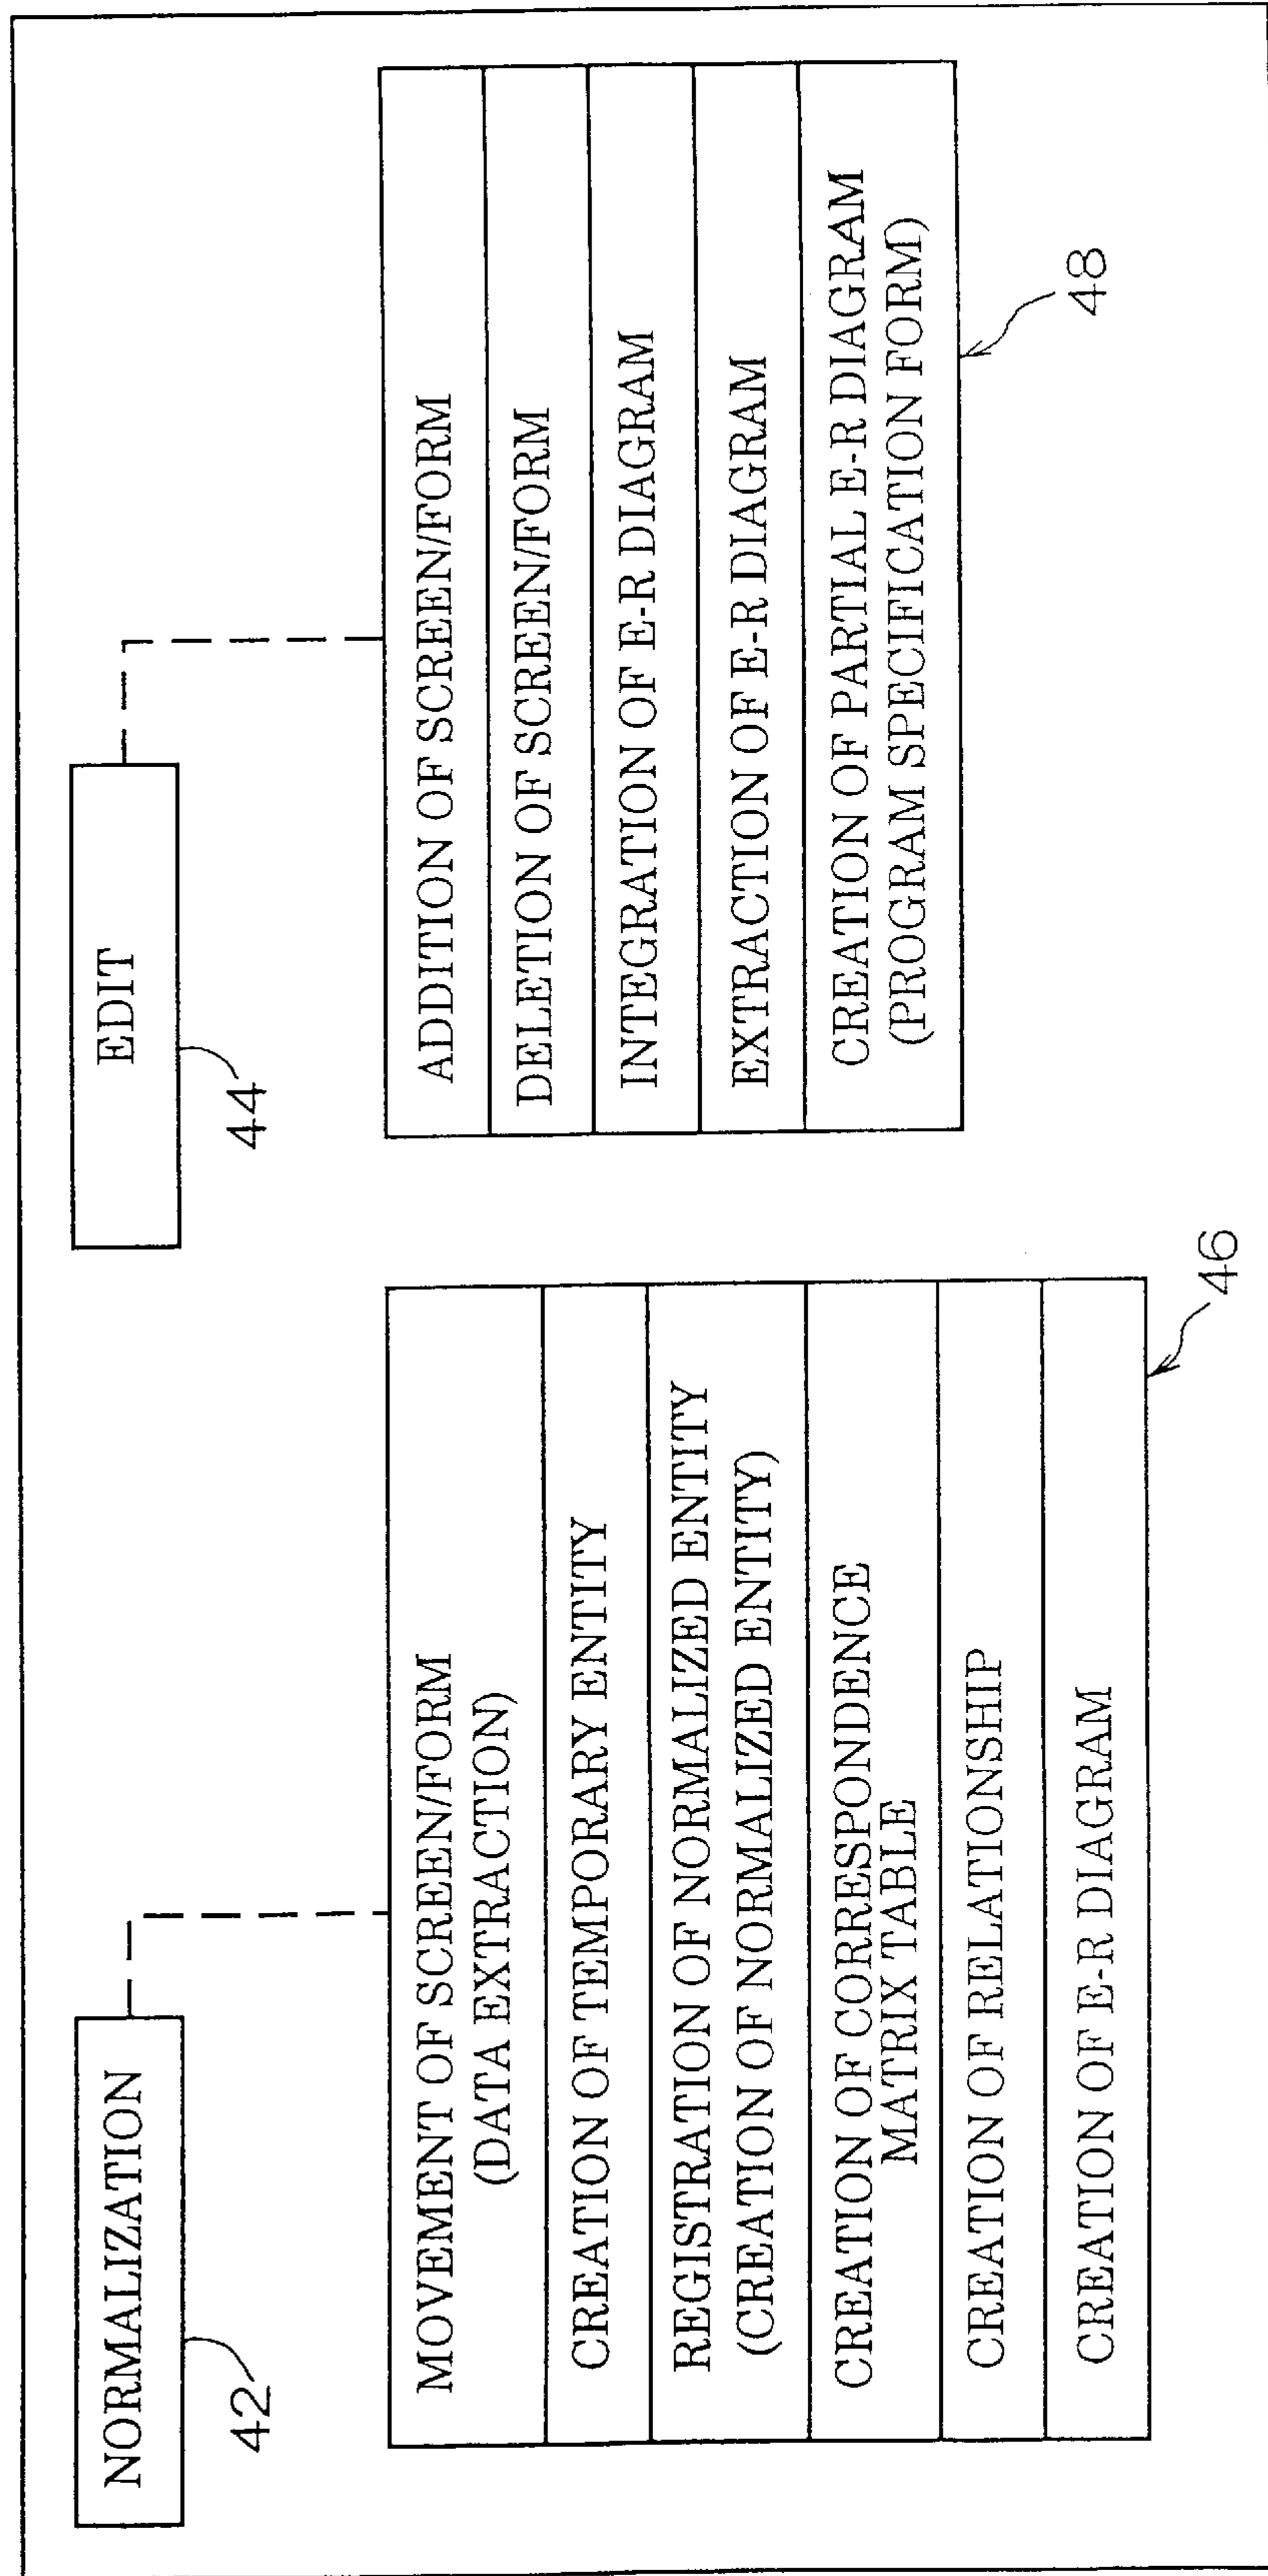 NORMALIZATION
42
MOVEMENT OF SCREEN/FORM
(DATA EXTRACTION)
CREATION OF TEMPORARY ENTITY
REGISTRATION OF NORMALIZED ENTITY
(CREATION OF NORMALIZED ENTITY)
CREATION OF CORRESPONDENCE
MATRIX TABLE
CREATION OF RELATIONSHIP
CREATION OF E-R DIAGRAM
46
EDIT
44
ADDITION OF SCREEN/FORM
DELETION OF SCREEN/FORM
INTEGRATION OF E-R DIAGRAM
EXTRACTION OF E-R DIAGRAM
CREATION OF PARTIAL E-R DIAGRAM
(PROGRAM SPECIFICATION FORM)
48